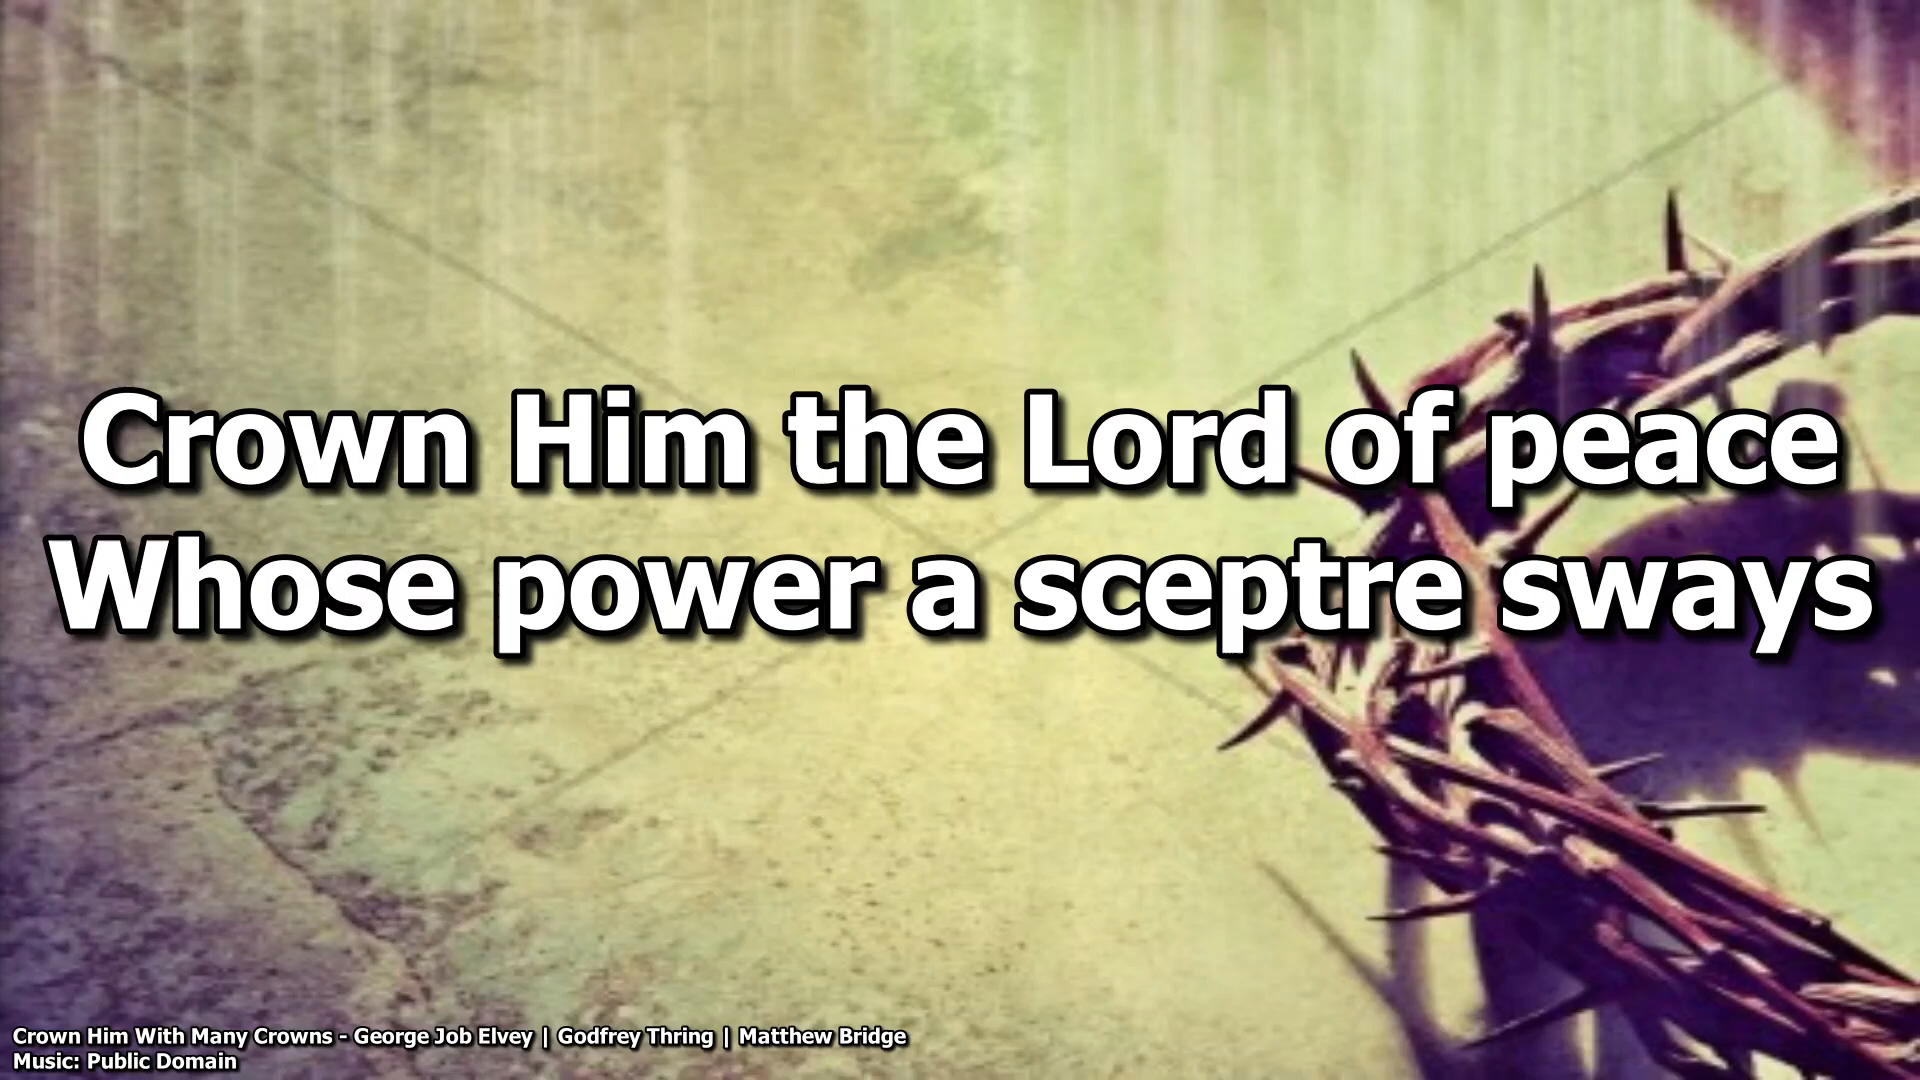 Crown Him the Lord of peace
Whose power a sceptre sways
Crown Him With Many Crowns - George Job Elvey | Godfrey Thring | Matthew Bridge
Music: Public Domain